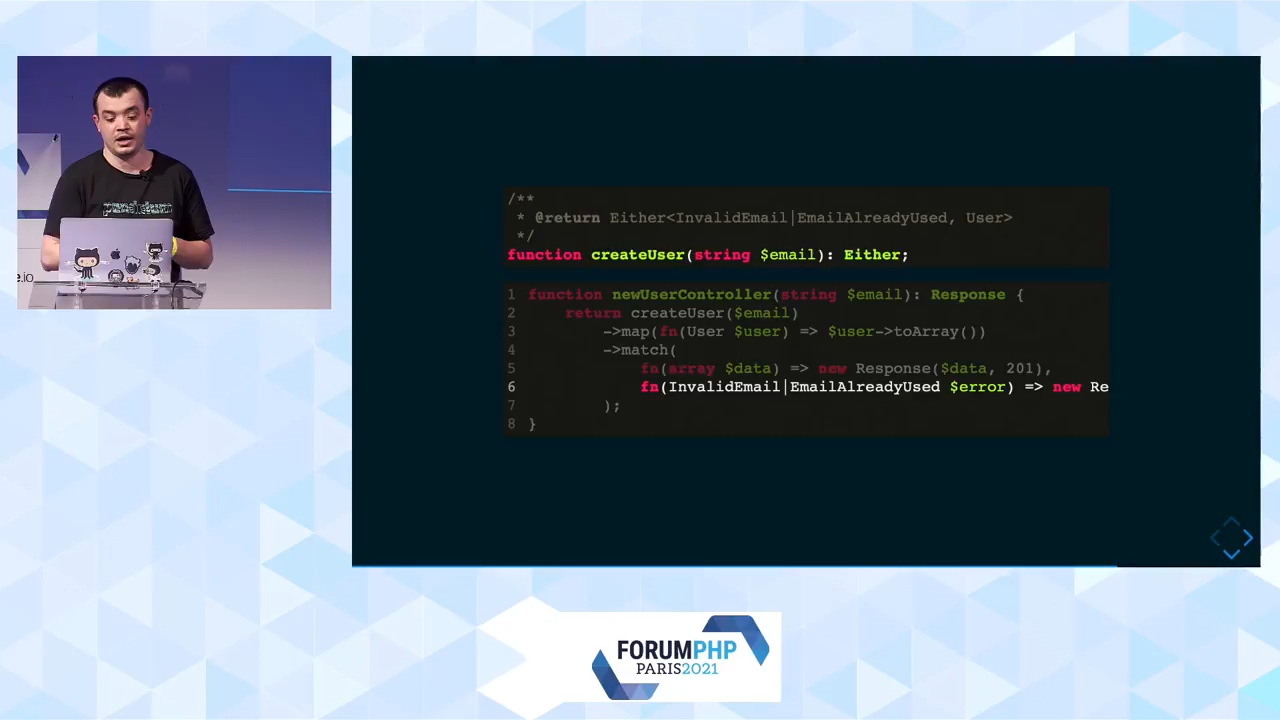 e.io
/**
 * @return Either<InvalidEmail|EmailAlreadyUsed, User>
 */
function createUser(string $email): Either;
1 function newUserController(string $email): Response {
2     return createUser($email)
3         ->map(fn(User $user) => $user->toArray())
4         ->match(
5             fn(array $data) => new Response($data, 201),
6             fn(InvalidEmail|EmailAlreadyUsed $error) => new Re
7         );
8 }
FORUMPHP
PARIS2021